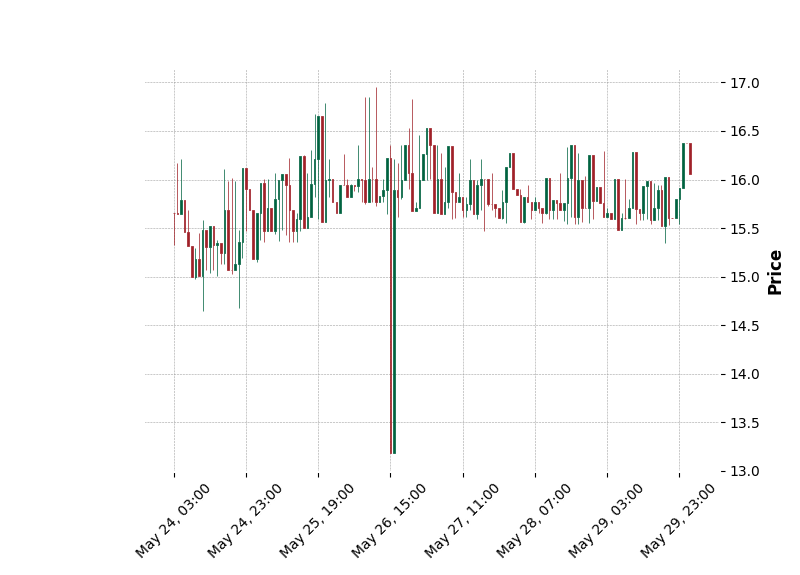 17.0
16.5
16.0
15.5
15.0
14.5
14.0
13.5
13.0
Price
May 24, 03:00
May 24, 23:00
May 25, 19:00
May 26, 15:00
May 27, 11:00
May 28, 07:00
May 29, 03:00
May 29, 23:00